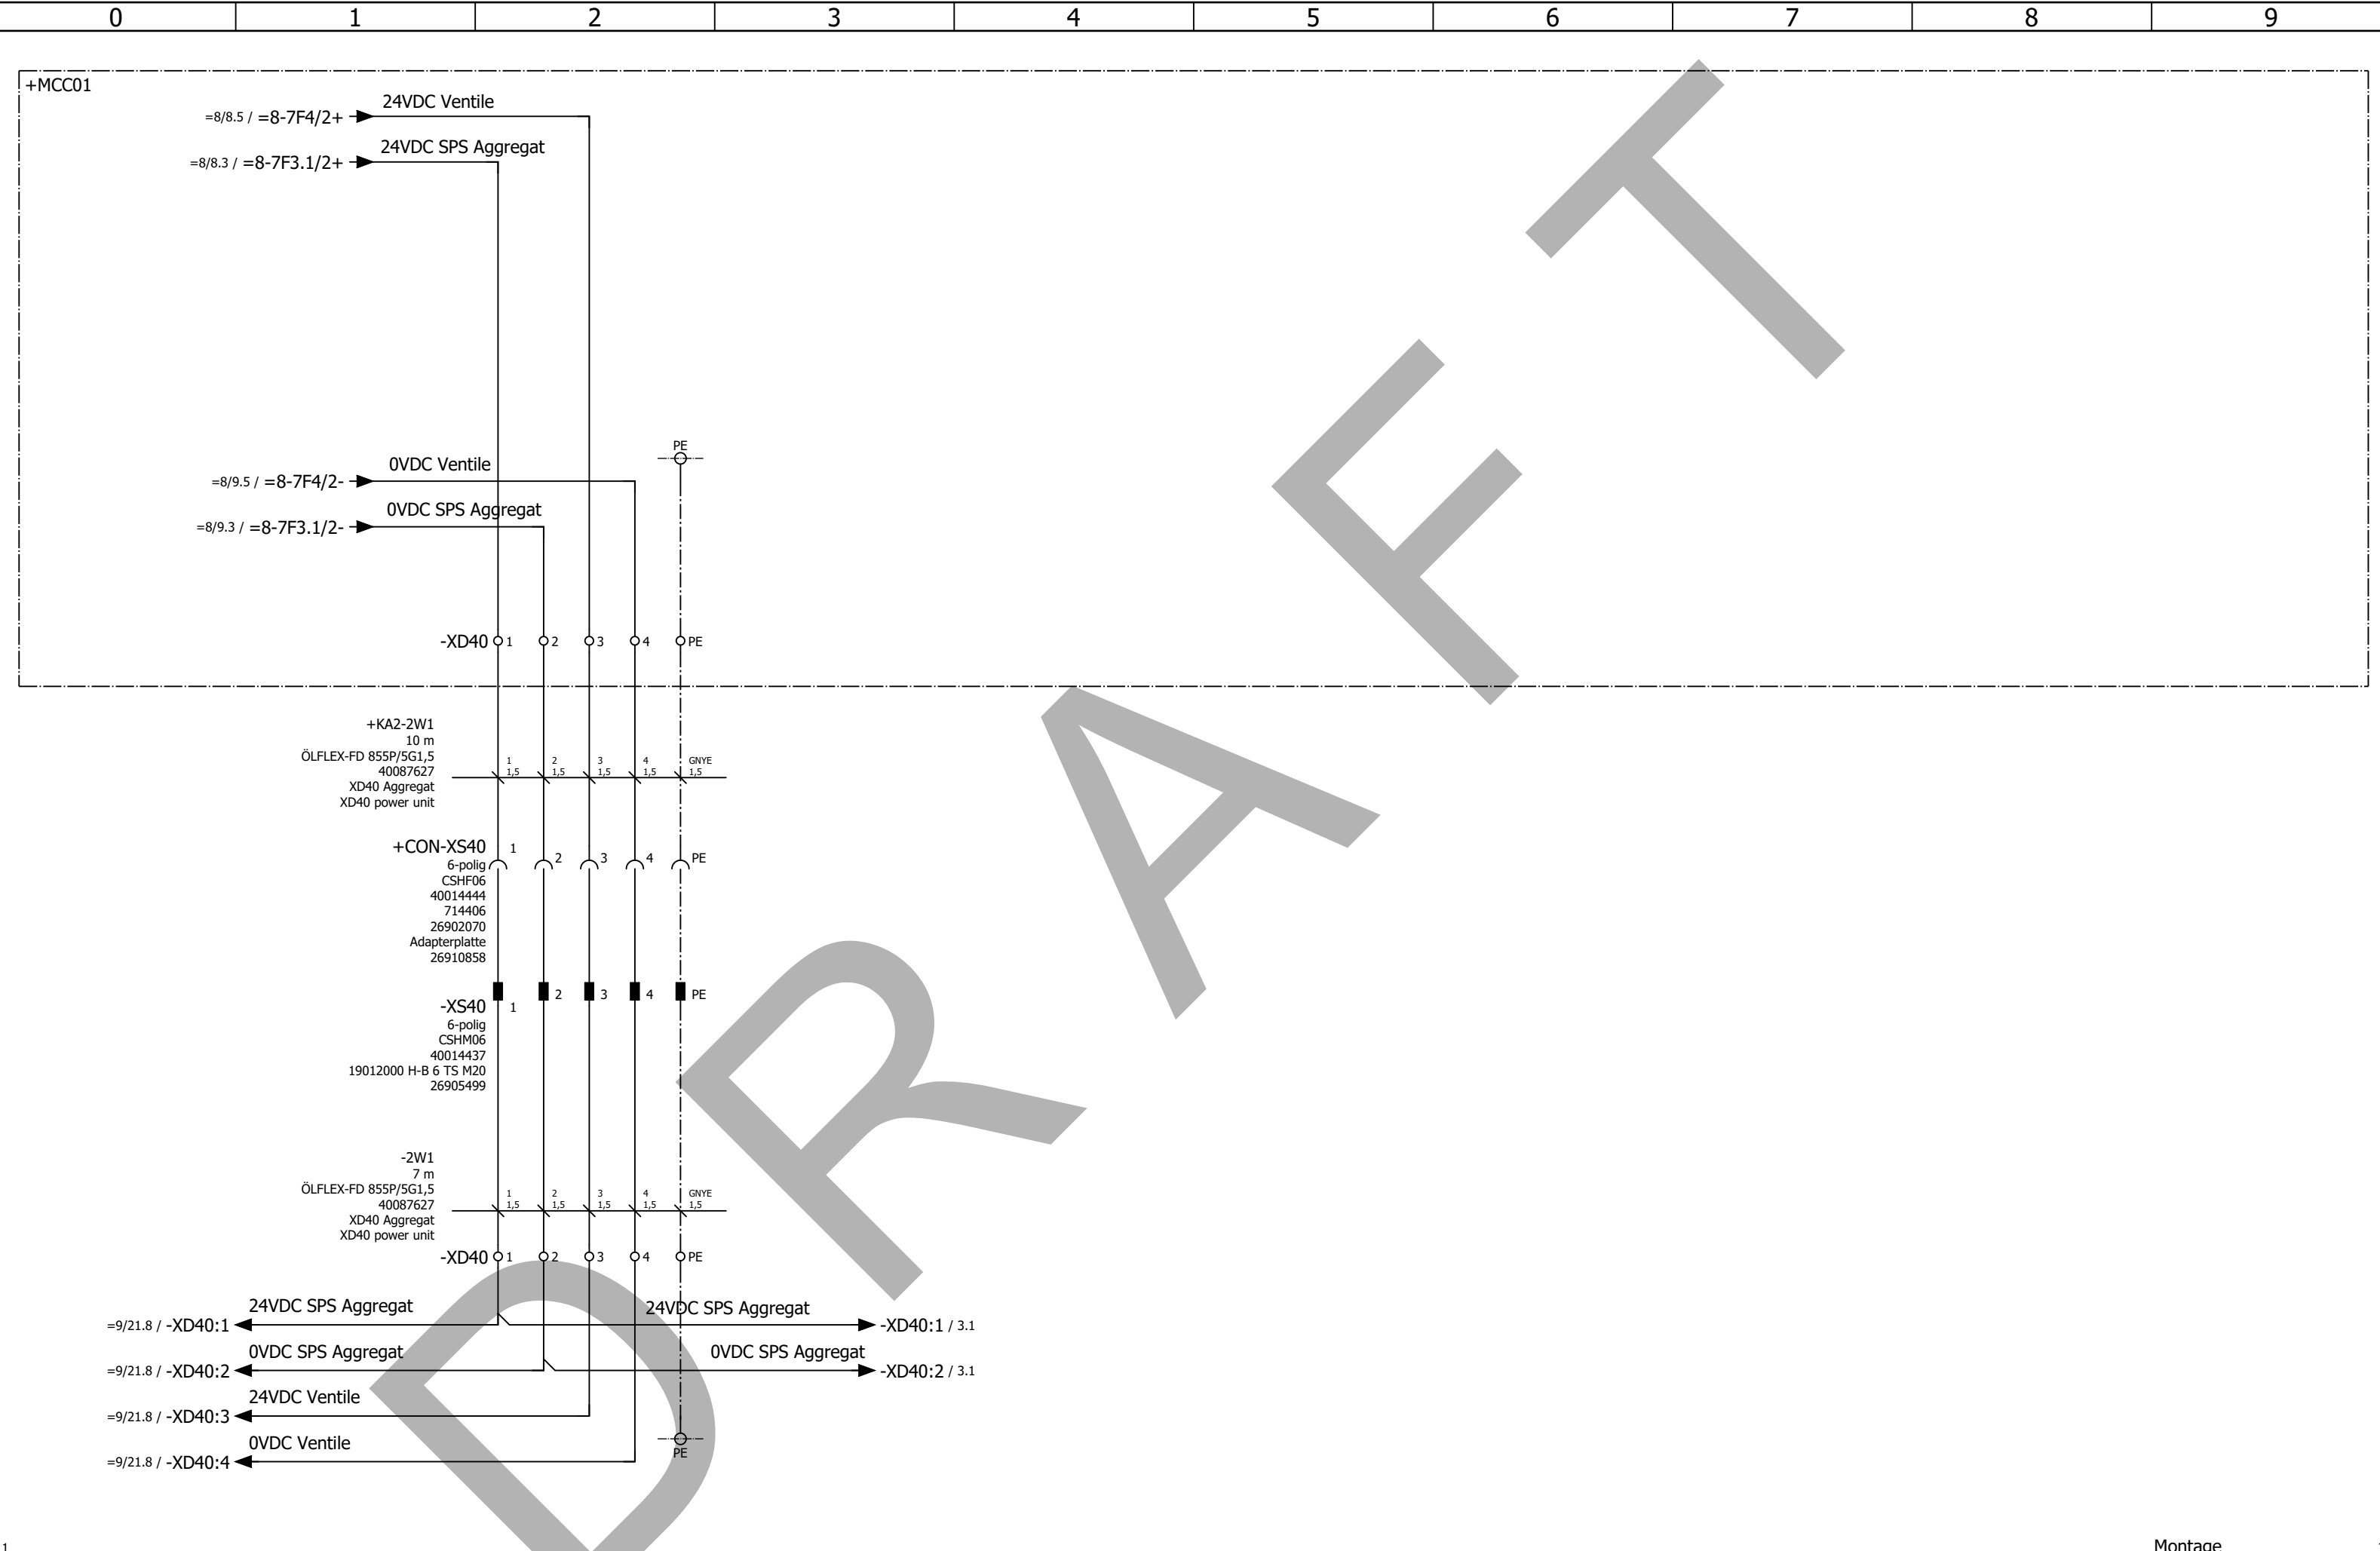 0 1 2 3 4 5 6 7 8 9
+MCC01
24VDC Ventile
=8/8.5 / =8-7F4/2+
24VDC SPS Aggregat
=8/8.3 / =8-7F3.1/2+
PE
0VDC Ventile
=8/9.5 / =8-7F4/2-
0VDC SPS Aggregat
=8/9.3 / =8-7F3.1/2-
-XD40 1 2 3 4 PE
+KA2-2W1
10 m
ÖLFLEX-FD 855P/5G1,5
40087627
XD40 Aggregat
XD40 power unit
1 2 3 4 GNYE
1,5 1,5 1,5 1,5 1,5
+CON-XS40 1 2 3 4 PE
6-polig
CSHF06
40014444
714406
26902070
Adapterplatte
26910858
-XS40 1 2 3 4 PE
6-polig
CSHM06
40014437
19012000 H-B 6 TS M20
26905499
-2W1
7 m
ÖLFLEX-FD 855P/5G1,5
40087627
XD40 Aggregat
XD40 power unit
1 2 3 4 GNYE
1,5 1,5 1,5 1,5 1,5
-XD40 1 2 3 4 PE
24VDC SPS Aggregat 24VDC SPS Aggregat
=9/21.8 / -XD40:1 -XD40:1 / 3.1
0VDC SPS Aggregat 0VDC SPS Aggregat
=9/21.8 / -XD40:2 -XD40:2 / 3.1
24VDC Ventile
=9/21.8 / -XD40:3
0VDC Ventile
=9/21.8 / -XD40:4
PE
DRAFT
1 Montage